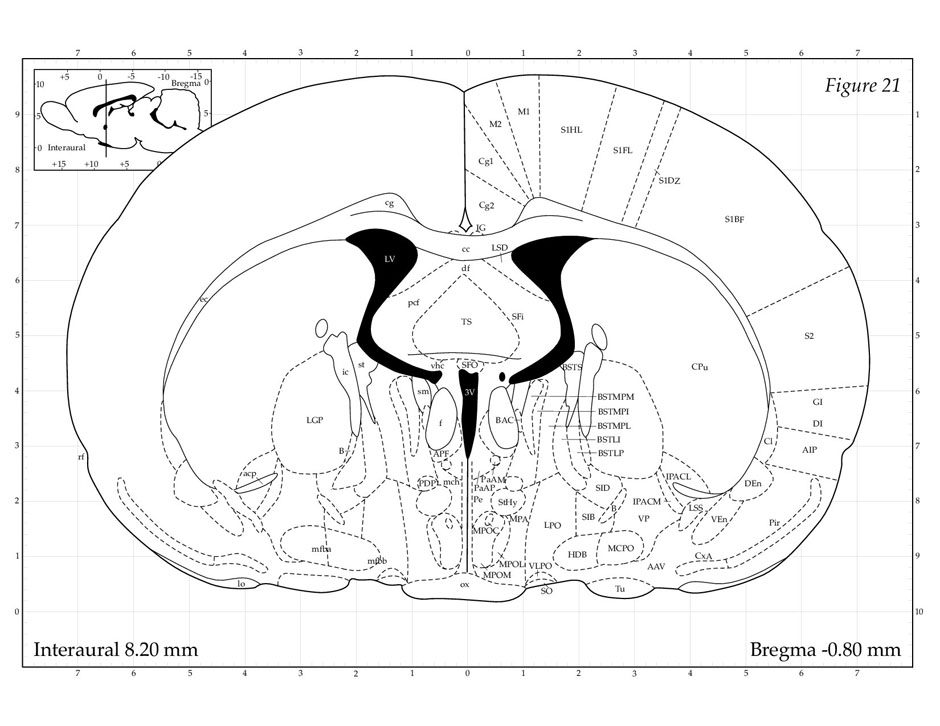 7 6 5 4 3 2 1 0 1 2 3 4 5 6 7
+5 0 -5 -10 -15
Bregma 0
10
5 5
0 Interaural
+15 +10 +5 0
Figure 21
9 1
8 2
7 3
6 4
5 5
4 6
3 7
2 8
1 9
0 10
M1
M2
S1HL
S1FL
Cg1
S1DZ
cg
Cg2
S1BF
IG
cc
LSD
LV
df
ec
pcf
SFi
TS
S2
st
vhc
SFO
BSTS
CPu
ic
sm
3V
BSTMPM
GI
BSTMPI
LGP
f
BAC
BSTMPL
DI
BSTLI
CI
B
APF
BSTLP
AIP
rf
acp
PDP
mch
PaAM
PaAP
SID
IPACL
DEn
Pe
StHy
IPACM
B
LSS
MPA
SIB
VP
VEn
Pir
MPOC
LPO
mfba
HDB
MCPO
CxA
mfbb
MPOL
VLPO
AAV
MPOM
lo
ox
SO
Tu
Interaural 8.20 mm
Bregma -0.80 mm
7 6 5 4 3 2 1 0 1 2 3 4 5 6 7